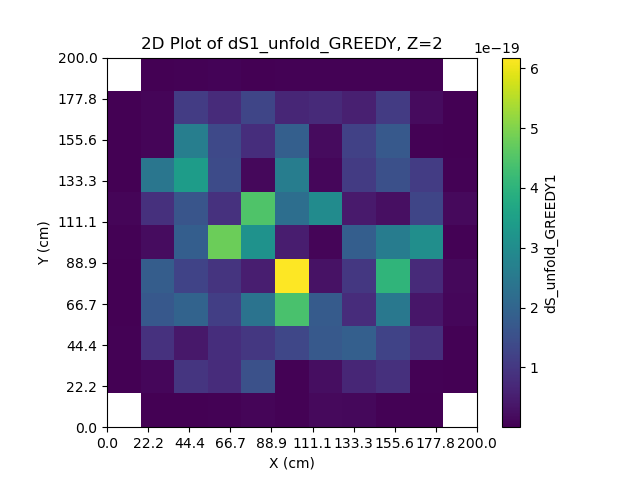 2D Plot of dS1_unfold_GREEDY, Z=2
1e−19
200.0
177.8
155.6
133.3
111.1
88.9
66.7
44.4
22.2
0.0
Y (cm)
0.0 22.2 44.4 66.7 88.9 111.1 133.3 155.6 177.8 200.0
X (cm)
6
5
4
3
2
1
dS_unfold_GREEDY1